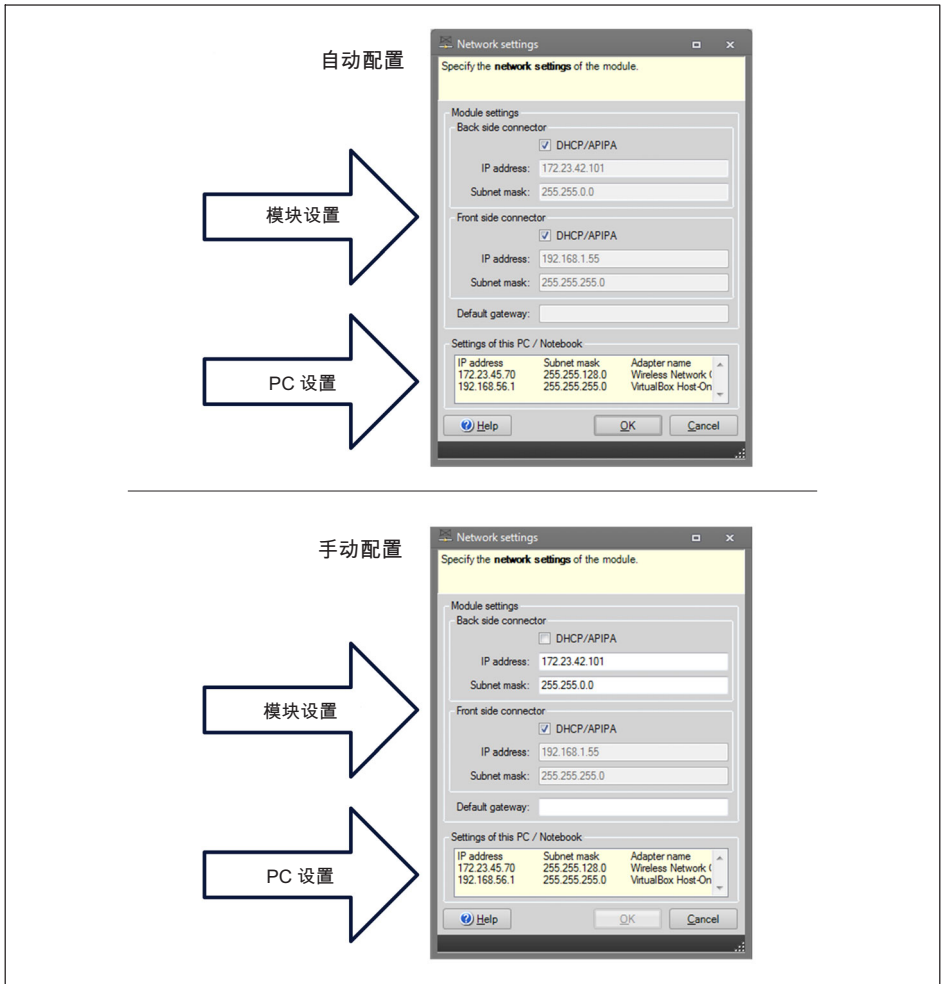 自动配置
Network settings
Specify the network settings of the module.
Module settings
Back side connector
DHCP/APIPA
IP address: 172.23.42.101
Subnet mask: 255.255.0.0
模块设置
Front side connector
DHCP/APIPA
IP address: 192.168.1.55
Subnet mask: 255.255.255.0
Default gateway:
Settings of this PC / Notebook
IP address Subnet mask Adapter name
172.23.45.70 255.255.128.0 Wireless Network (
192.168.56.1 255.255.255.0 VirtualBox Host-On
PC 设置
Help OK Cancel
手动配置
Network settings
Specify the network settings of the module.
Module settings
Back side connector
DHCP/APIPA
IP address: 172.23.42.101
Subnet mask: 255.255.0.0
模块设置
Front side connector
DHCP/APIPA
IP address: 192.168.1.55
Subnet mask: 255.255.255.0
Default gateway:
Settings of this PC / Notebook
IP address Subnet mask Adapter name
172.23.45.70 255.255.128.0 Wireless Network (
192.168.56.1 255.255.255.0 VirtualBox Host-On
PC 设置
Help OK Cancel